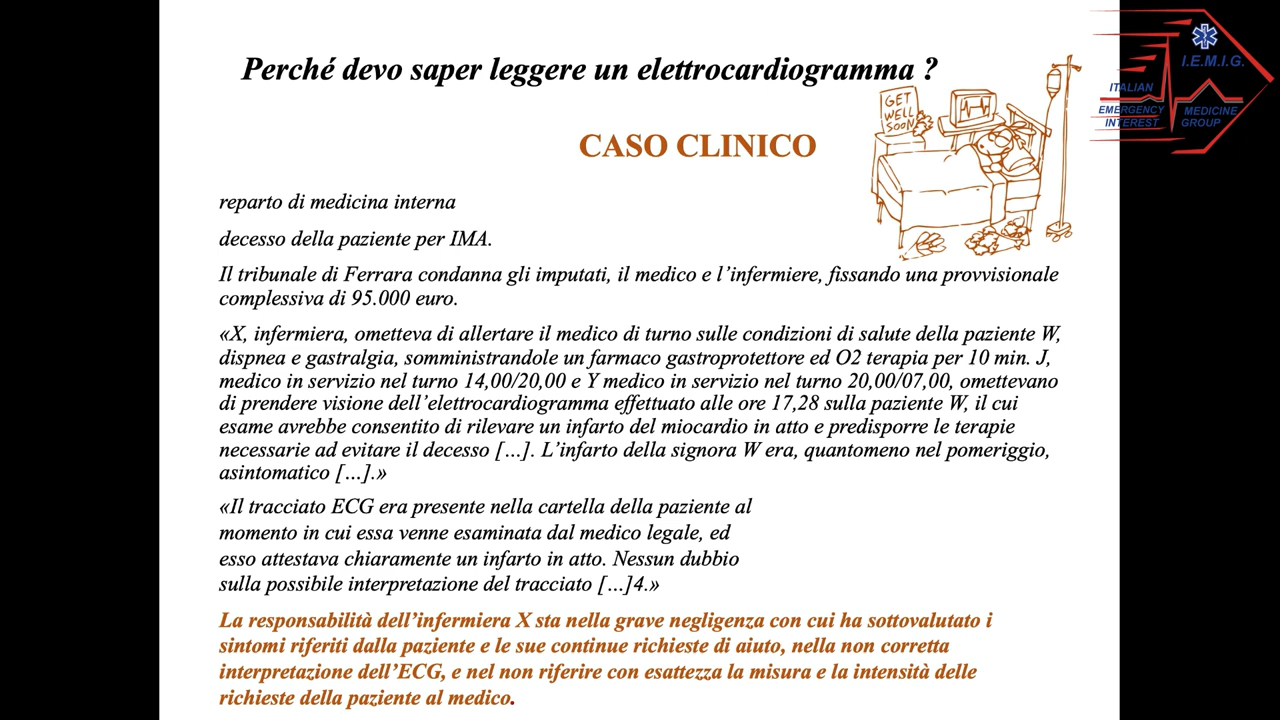 Perché devo saper leggere un elettrocardiogramma ?
I.E.M.I.G.
ITALIAN
EMERGENCY MEDICINE
INTEREST GROUP
GET
WELL
SOON
CASO CLINICO
reparto di medicina interna
decesso della paziente per IMA.
Il tribunale di Ferrara condanna gli imputati, il medico e l’infermiere, fissando una provvisionale
complessiva di 95.000 euro.
«X, infermiera, ometteva di allertare il medico di turno sulle condizioni di salute della paziente W,
dispnea e gastralgia, somministrandole un farmaco gastroprotettore ed O2 terapia per 10 min. J,
medico in servizio nel turno 14,00/20,00 e Y medico in servizio nel turno 20,00/07,00, omettevano
di prendere visione dell’elettrocardiogramma effettuato alle ore 17,28 sulla paziente W, il cui
esame avrebbe consentito di rilevare un infarto del miocardio in atto e predisporre le terapie
necessarie ad evitare il decesso […]. L’infarto della signora W era, quantomeno nel pomeriggio,
asintomatico […].»
«Il tracciato ECG era presente nella cartella della paziente al
momento in cui essa venne esaminata dal medico legale, ed
esso attestava chiaramente un infarto in atto. Nessun dubbio
sulla possibile interpretazione del tracciato […]4.»
La responsabilità dell’infermiera X sta nella grave negligenza con cui ha sottovalutato i
sintomi riferiti dalla paziente e le sue continue richieste di aiuto, nella non corretta
interpretazione dell’ECG, e nel non riferire con esattezza la misura e la intensità delle
richieste della paziente al medico.